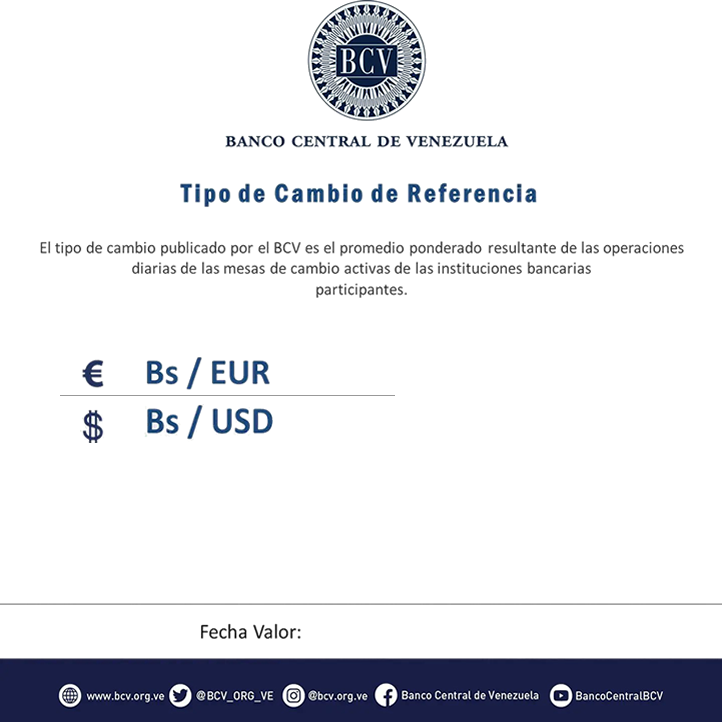 BCV
BANCO CENTRAL DE VENEZUELA
Tipo de Cambio de Referencia
El tipo de cambio publicado por el BCV es el promedio ponderado resultante de las operaciones
diarias de las mesas de cambio activas de las instituciones bancarias
participantes.
€ Bs / EUR
$ Bs / USD
Fecha Valor:
www.bcv.org.ve @BCV_ORG_VE @bcv.org.ve Banco Central de Venezuela BancoCentralBCV